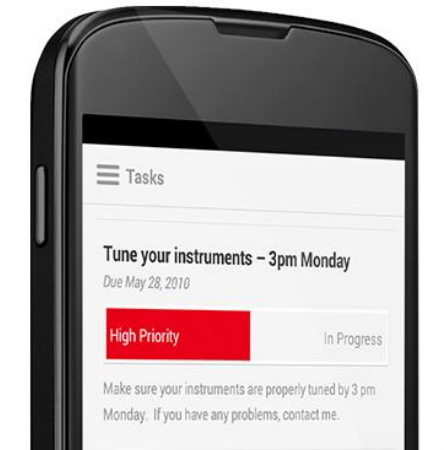 Tasks
Tune your instruments – 3pm Monday
Due May 28, 2010
High Priority
In Progress
Make sure your instruments are properly tuned by 3 pm
Monday. If you have any problems, contact me.